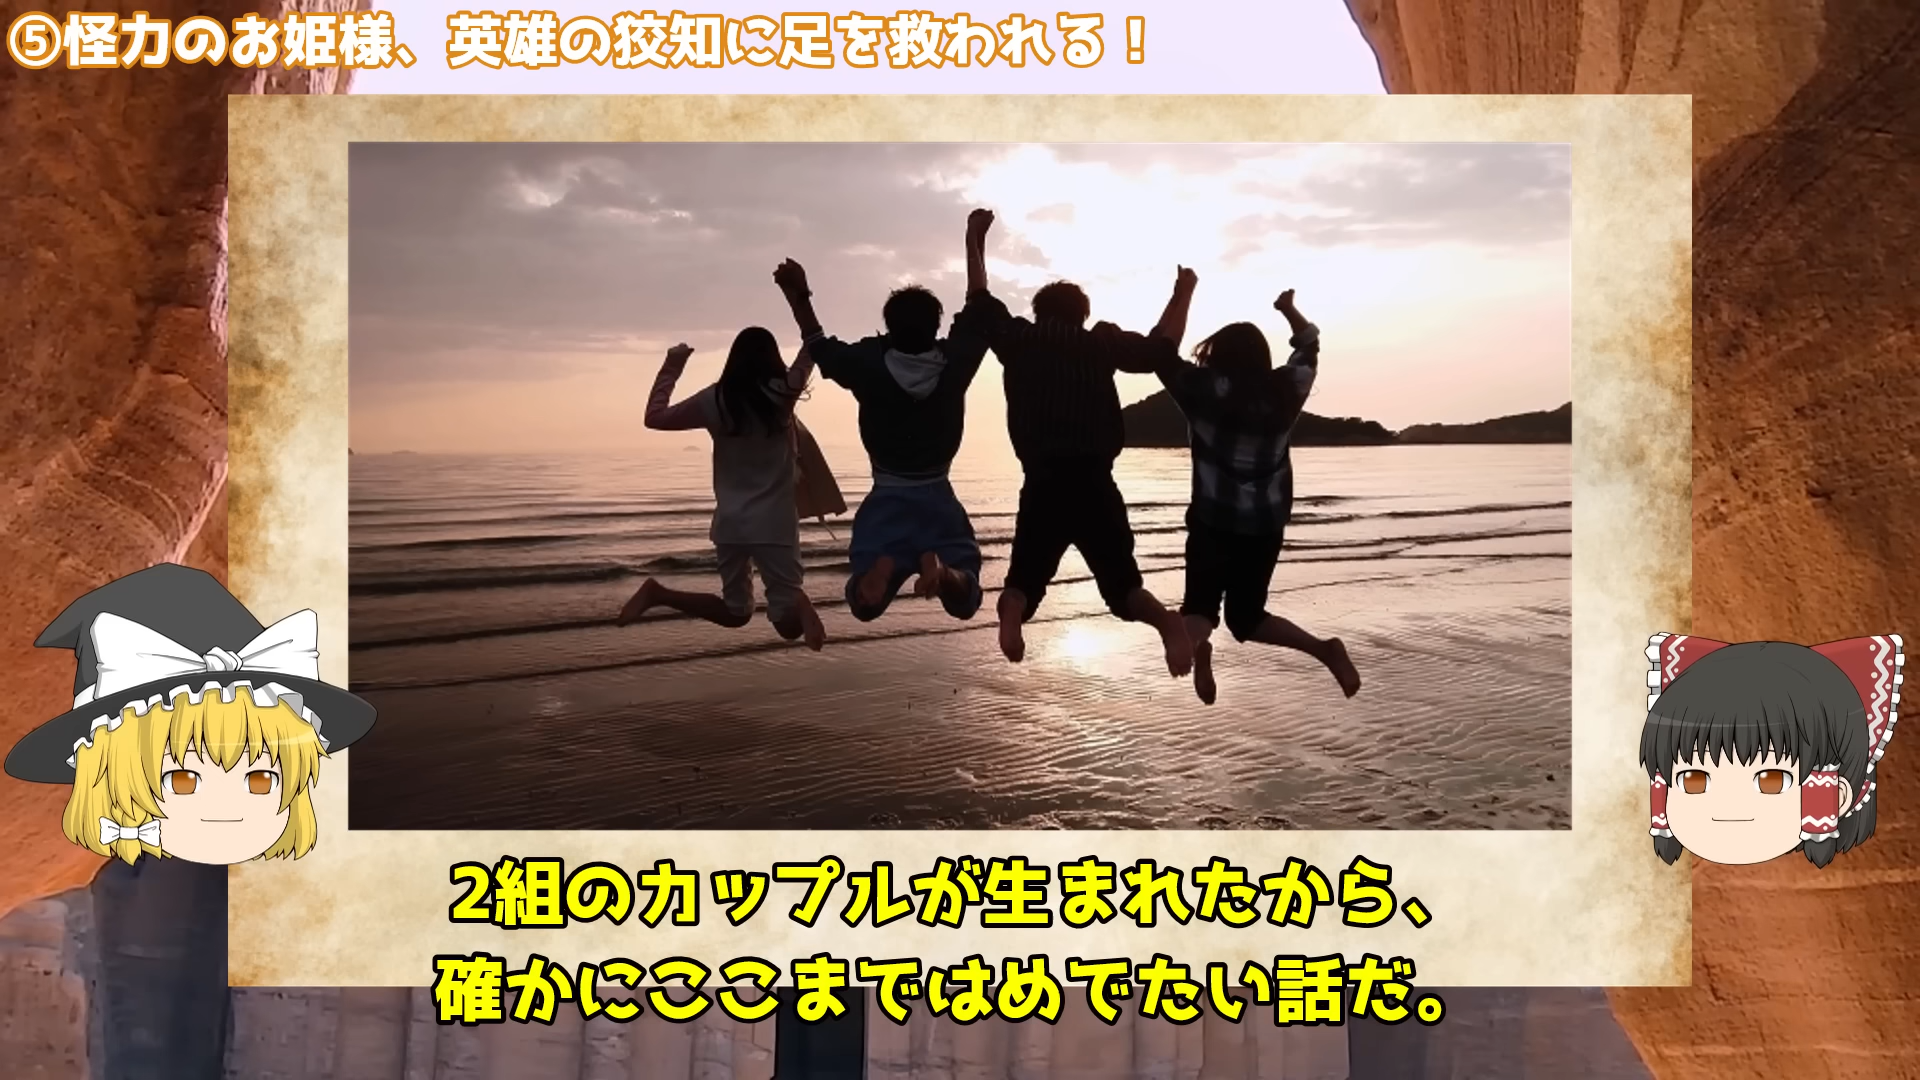 ⑤怪力のお姫様、英雄の狡知に足を救われる！
2組のカップルが生まれたから、
確かにここまではめでたい話だ。